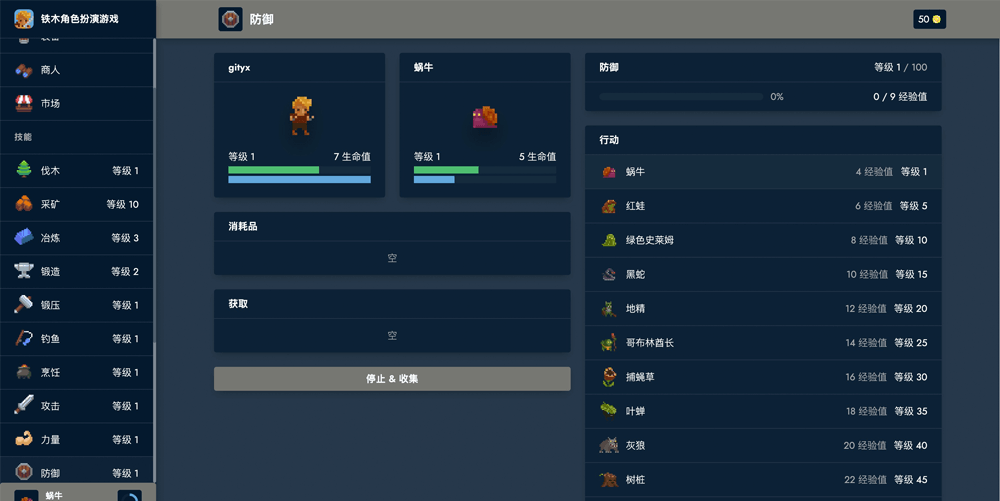 铁木角色扮演游戏
商人
市场
技能
伐木 等级 1
采矿 等级 10
冶炼 等级 3
锻造 等级 2
锻压 等级 1
钓鱼 等级 1
烹饪 等级 1
攻击 等级 1
力量 等级 1
防御 等级 1
蜗牛
防御
50
gityx
等级 1 7 生命值
蜗牛
等级 1 5 生命值
消耗品
空
获取
空
停止 & 收集
防御 等级 1 / 100
0% 0 / 9 经验值
行动
蜗牛 4 经验值 等级 1
红蛙 6 经验值 等级 5
绿色史莱姆 8 经验值 等级 10
黑蛇 10 经验值 等级 15
地精 12 经验值 等级 20
哥布林酋长 14 经验值 等级 25
捕蝇草 16 经验值 等级 30
叶蝉 18 经验值 等级 35
灰狼 20 经验值 等级 40
树桩 22 经验值 等级 45